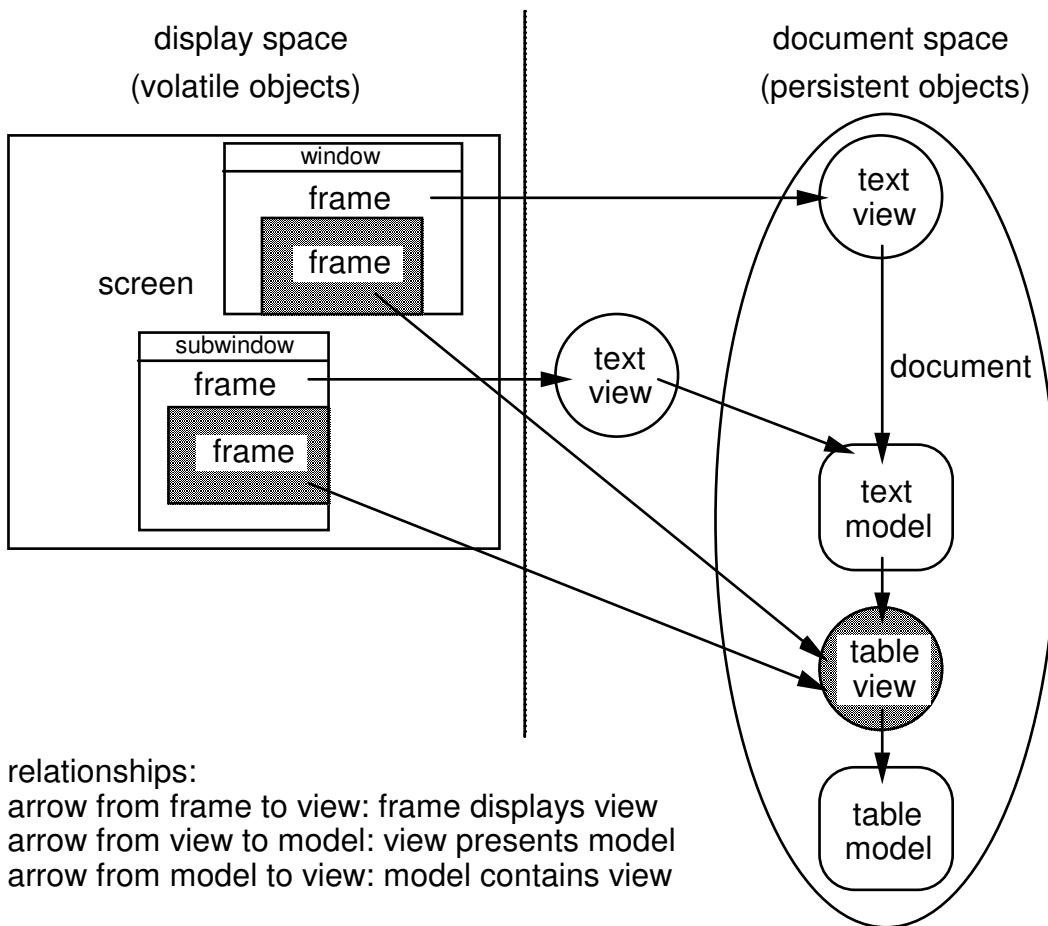 display space
(volatile objects)
document space
(persistent objects)
window
frame
frame
screen
subwindow
frame
frame
text
view
text
view
document
text
model
table
view
table
model
relationships:
arrow from frame to view: frame displays view
arrow from view to model: view presents model
arrow from model to view: model contains view